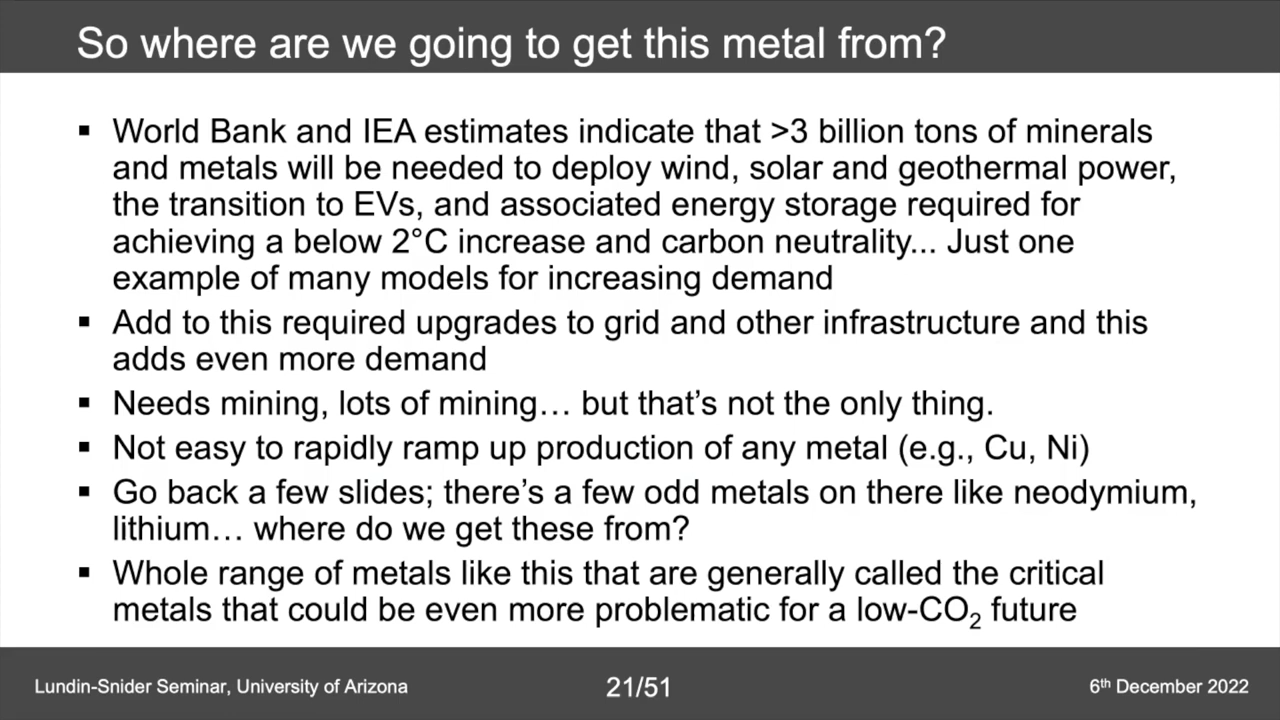 So where are we going to get this metal from?
▪ World Bank and IEA estimates indicate that >3 billion tons of minerals
and metals will be needed to deploy wind, solar and geothermal power,
the transition to EVs, and associated energy storage required for
achieving a below 2°C increase and carbon neutrality... Just one
example of many models for increasing demand
▪ Add to this required upgrades to grid and other infrastructure and this
adds even more demand
▪ Needs mining, lots of mining… but that’s not the only thing.
▪ Not easy to rapidly ramp up production of any metal (e.g., Cu, Ni)
▪ Go back a few slides; there’s a few odd metals on there like neodymium,
lithium… where do we get these from?
▪ Whole range of metals like this that are generally called the critical
metals that could be even more problematic for a low-CO₂ future
Lundin-Snider Seminar, University of Arizona
21/51
6th December 2022